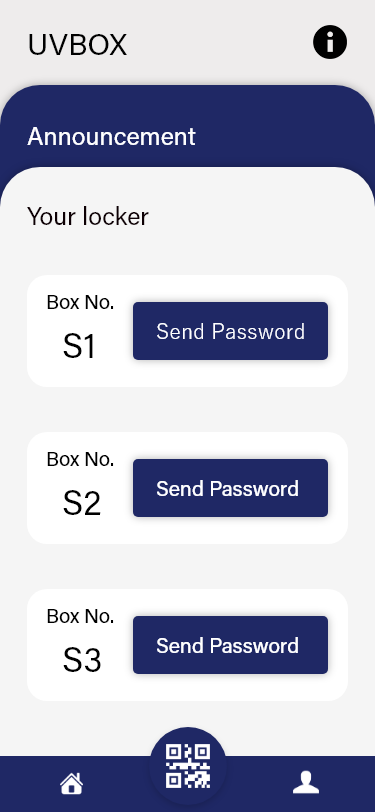 UVBOX
Announcement
Your locker
Box No.
S1
Send Password
Box No.
S2
Send Password
Box No.
S3
Send Password